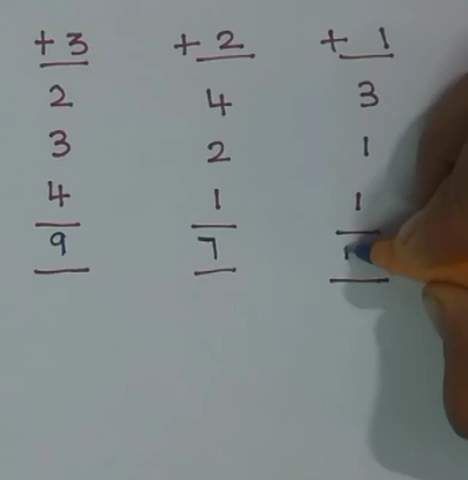 + 3 + 2 + 1
2 4 3
3 2 1
4 1 1
9 7